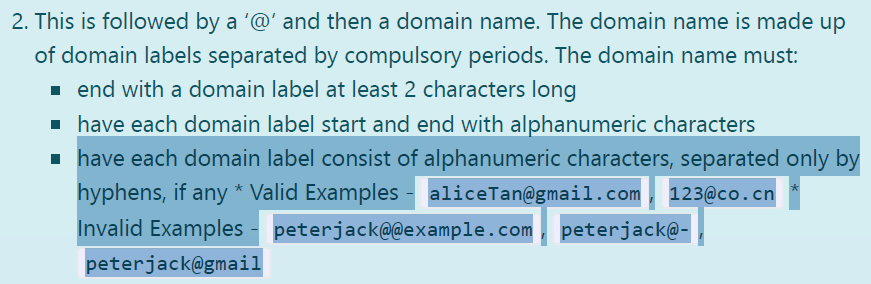 2. This is followed by a ‘@’ and then a domain name. The domain name is made up
of domain labels separated by compulsory periods. The domain name must:
▪ end with a domain label at least 2 characters long
▪ have each domain label start and end with alphanumeric characters
▪ have each domain label consist of alphanumeric characters, separated only by
hyphens, if any * Valid Examples - aliceTan@gmail.com, 123@co.cn *
Invalid Examples - peterjack@@example.com, peterjack@-,
peterjack@gmail